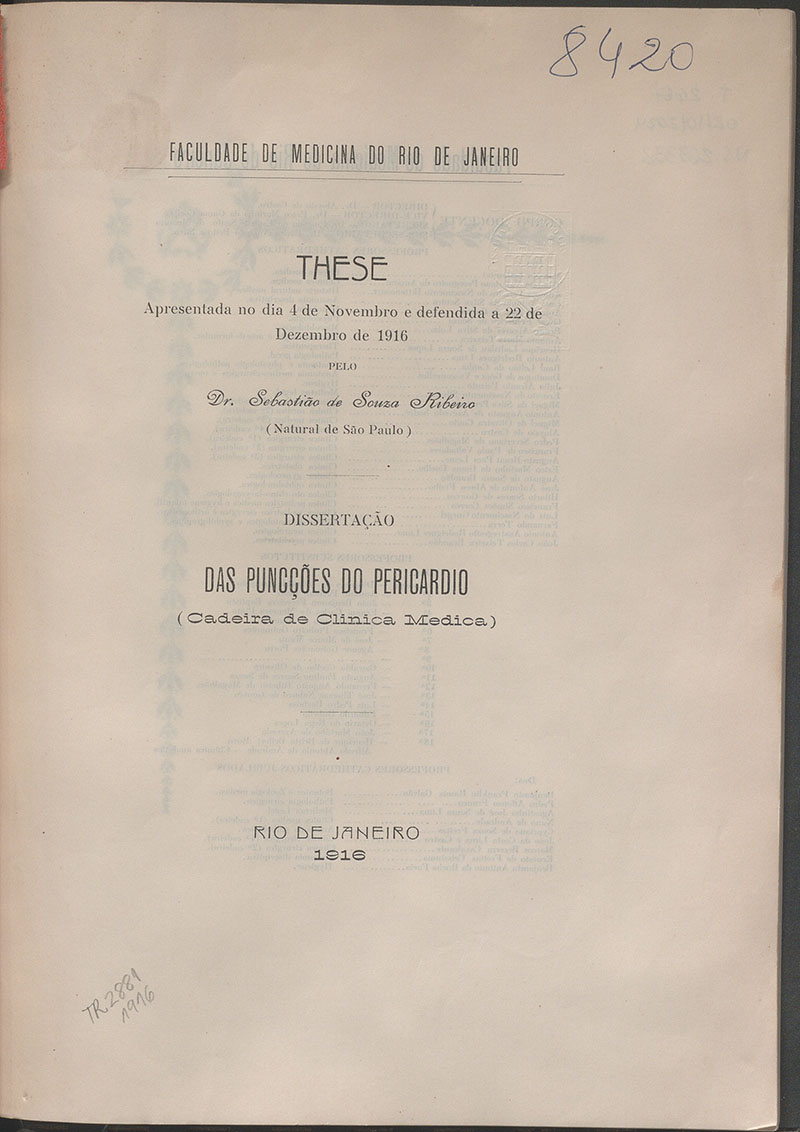 8420
FACULDADE DE MEDICINA DO RIO DE JANEIRO
THESE
Apresentada no dia 4 de Novembro e defendida a 22 de
Dezembro de 1916
PELO
Dr. Sebastião de Souza Ribeiro
(Natural de São Paulo)
DISSERTAÇÃO
DAS PUNCÇÕES DO PERICARDIO
(Cadeira de Clinica Medica)
RIO DE JANEIRO
1916
TR.2881
1916